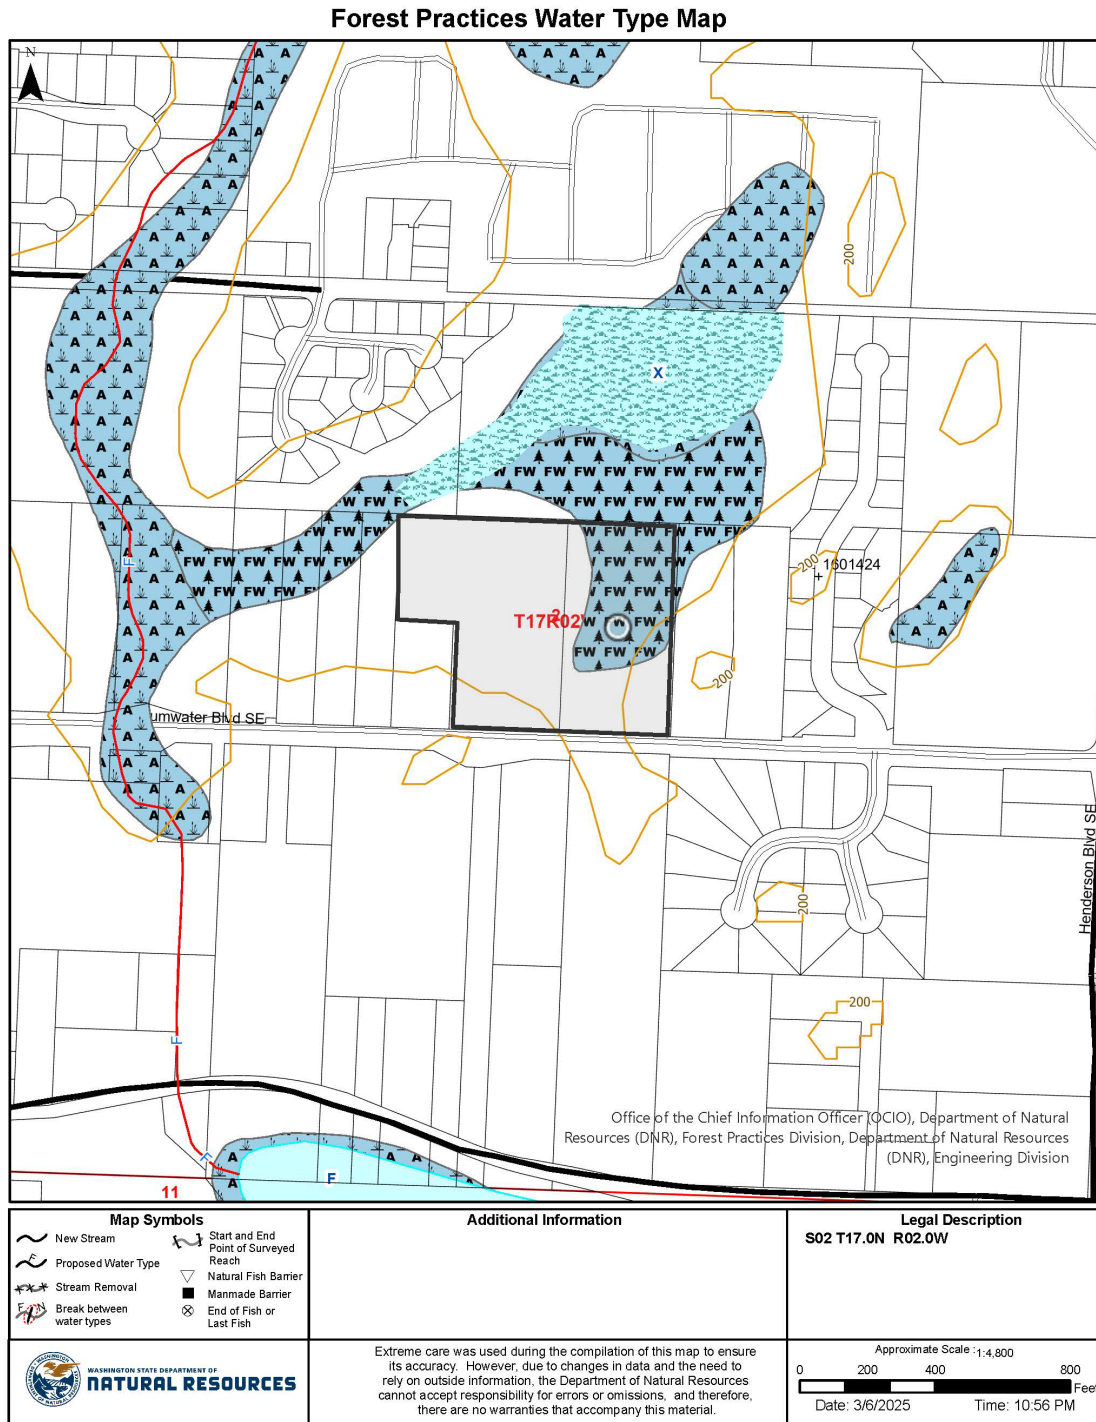 Forest Practices Water Type Map
N
A A A
A A
A
200
X
F
FW FW FW
T17R02
2
200
1601424
200
umwater Blvd SE
Henderson Blvd SE
200
200
F
Office of the Chief Information Officer (OCIO), Department of Natural
Resources (DNR), Forest Practices Division, Department of Natural Resources
(DNR), Engineering Division
F
F
11
Map Symbols
New Stream
F Proposed Water Type
Stream Removal
F N Break between
water types
Start and End
Point of Surveyed
Reach
Natural Fish Barrier
Manmade Barrier
End of Fish or
Last Fish
Additional Information
Legal Description
S02 T17.0N R02.0W
WASHINGTON STATE DEPARTMENT OF
NATURAL RESOURCES
Extreme care was used during the compilation of this map to ensure
its accuracy. However, due to changes in data and the need to
rely on outside information, the Department of Natural Resources
cannot accept responsibility for errors or omissions, and therefore,
there are no warranties that accompany this material.
Approximate Scale : 1:4,800
0 200 400 800
Feet
Date: 3/6/2025 Time: 10:56 PM